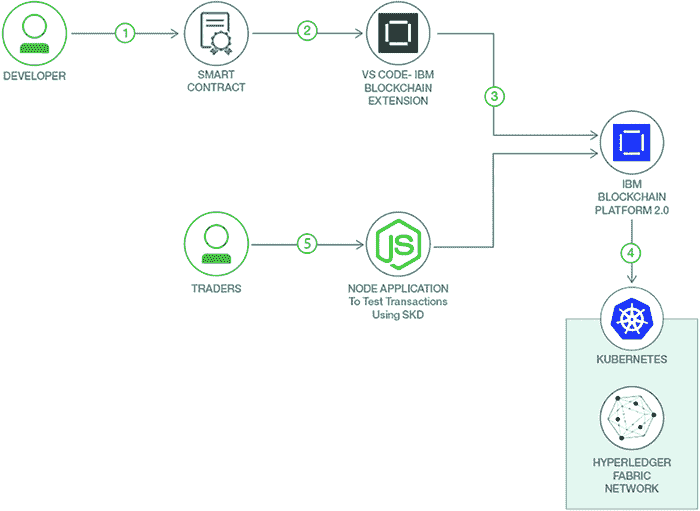 1
2
DEVELOPER
SMART
CONTRACT
VS CODE- IBM
BLOCKCHAIN
EXTENSION
3
IBM
BLOCKCHAIN
PLATFORM 2.0
5
JS
4
TRADERS
NODE APPLICATION
To Test Transactions
Using SKD
KUBERNETES
HYPERLEDGER
FABRIC
NETWORK